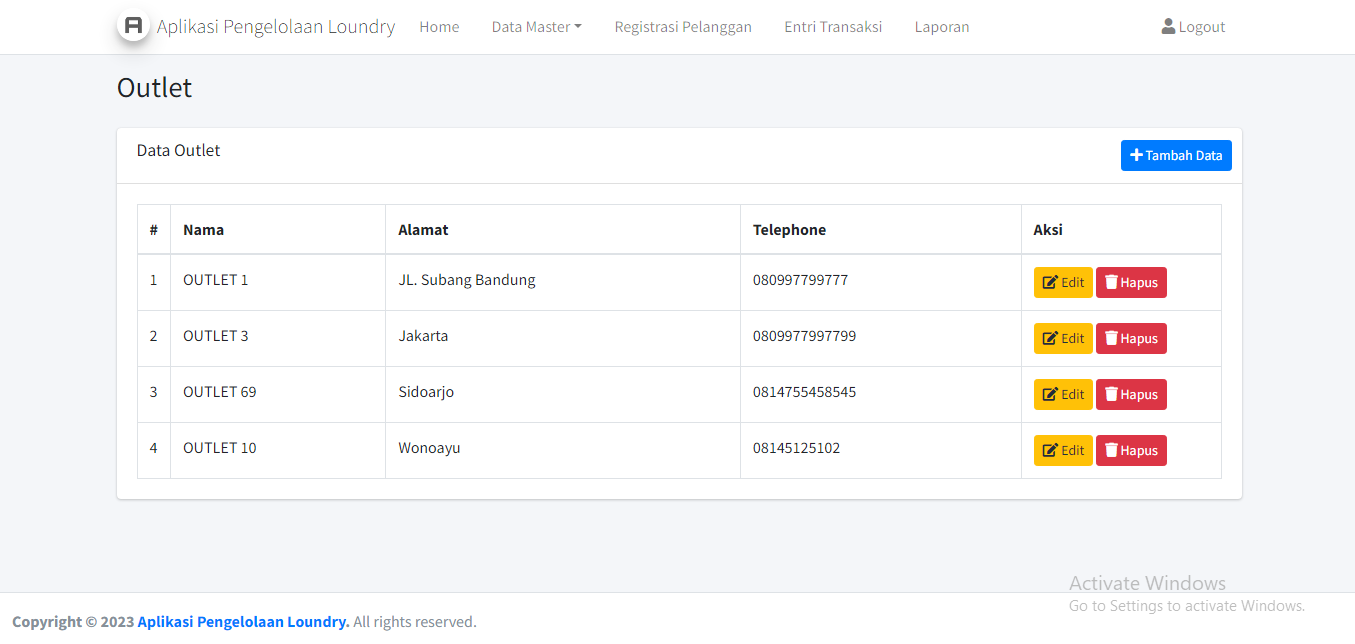 Aplikasi Pengelolaan Loundry Home Data Master Registrasi Pelanggan Entri Transaksi Laporan Logout
Outlet
Data Outlet Tambah Data
# Nama Alamat Telephone Aksi
1 OUTLET 1 JL. Subang Bandung 080997799777 Edit Hapus
2 OUTLET 3 Jakarta 0809977997799 Edit Hapus
3 OUTLET 69 Sidoarjo 0814755458545 Edit Hapus
4 OUTLET 10 Wonoayu 08145125102 Edit Hapus
Activate Windows
Go to Settings to activate Windows.
Copyright © 2023 Aplikasi Pengelolaan Loundry. All rights reserved.